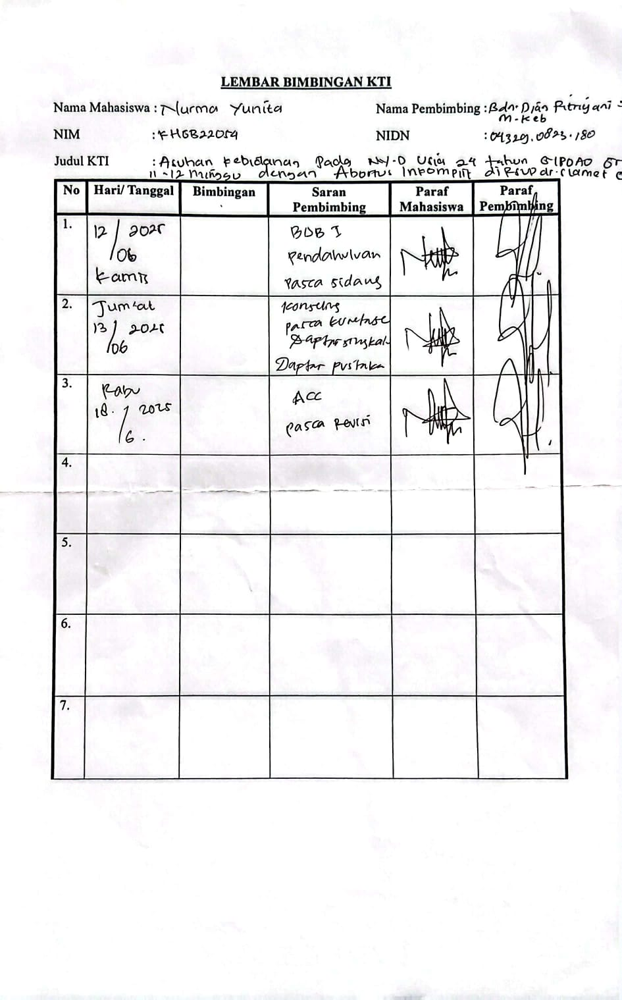 LEMBAR BIMBINGAN KTI
Nama Mahasiswa : Nurma Yunita
Nama Pembimbing : Bdn. Dian Fitriyani
M.Keb
NIM : KHGB22059
NIDN : 04329.0823.180
Judul KTI : Asuhan Kebidanan Pada Ny.D Usia 24 tahun G1P0A0
11-12 Minggu dengan Abortus Inkomplit di RSUD dr. Slamet
No Hari/ Tanggal Bimbingan Saran Pembimbing Paraf Mahasiswa Paraf Pembimbing
1.
12/06 2025
Kamis
BAB I
Pendahuluan
Pasca sidang
2.
Jum'at
13/06 2025
Konseling
Pasca kuretase
Daptar singkat
Daptar pustaka
3.
Rabu
18/6 2025
ACC
Pasca Revisi
4.
5.
6.
7.